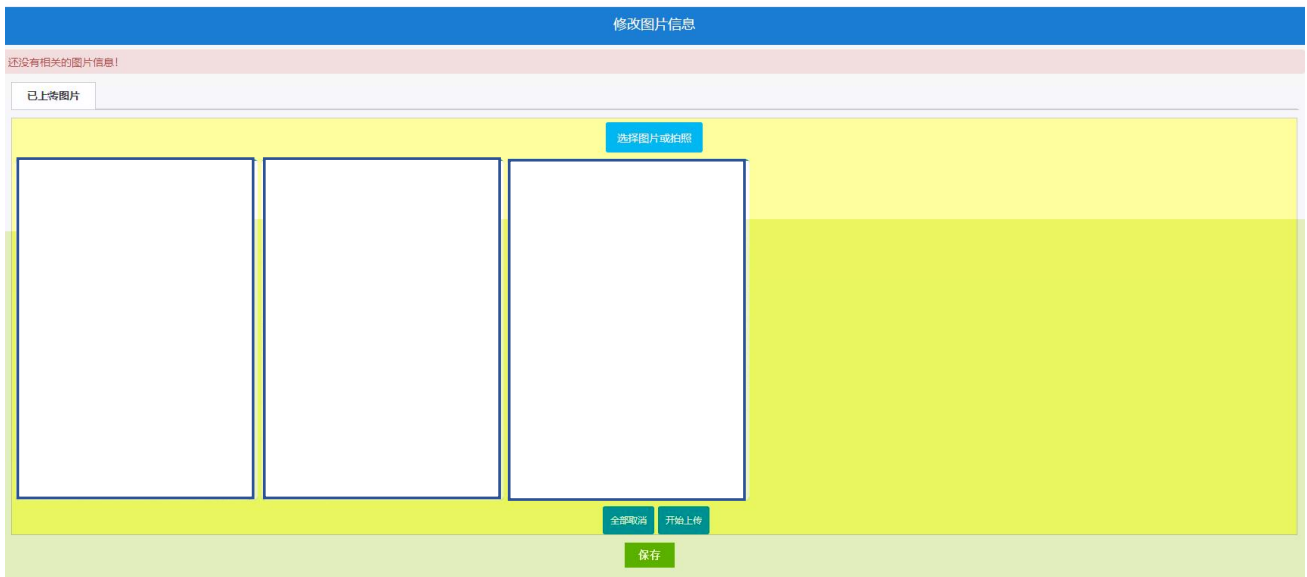 修改图片信息
还没有相关的图片信息!
已上传图片
选择图片或拍照
全部取消 开始上传
保存